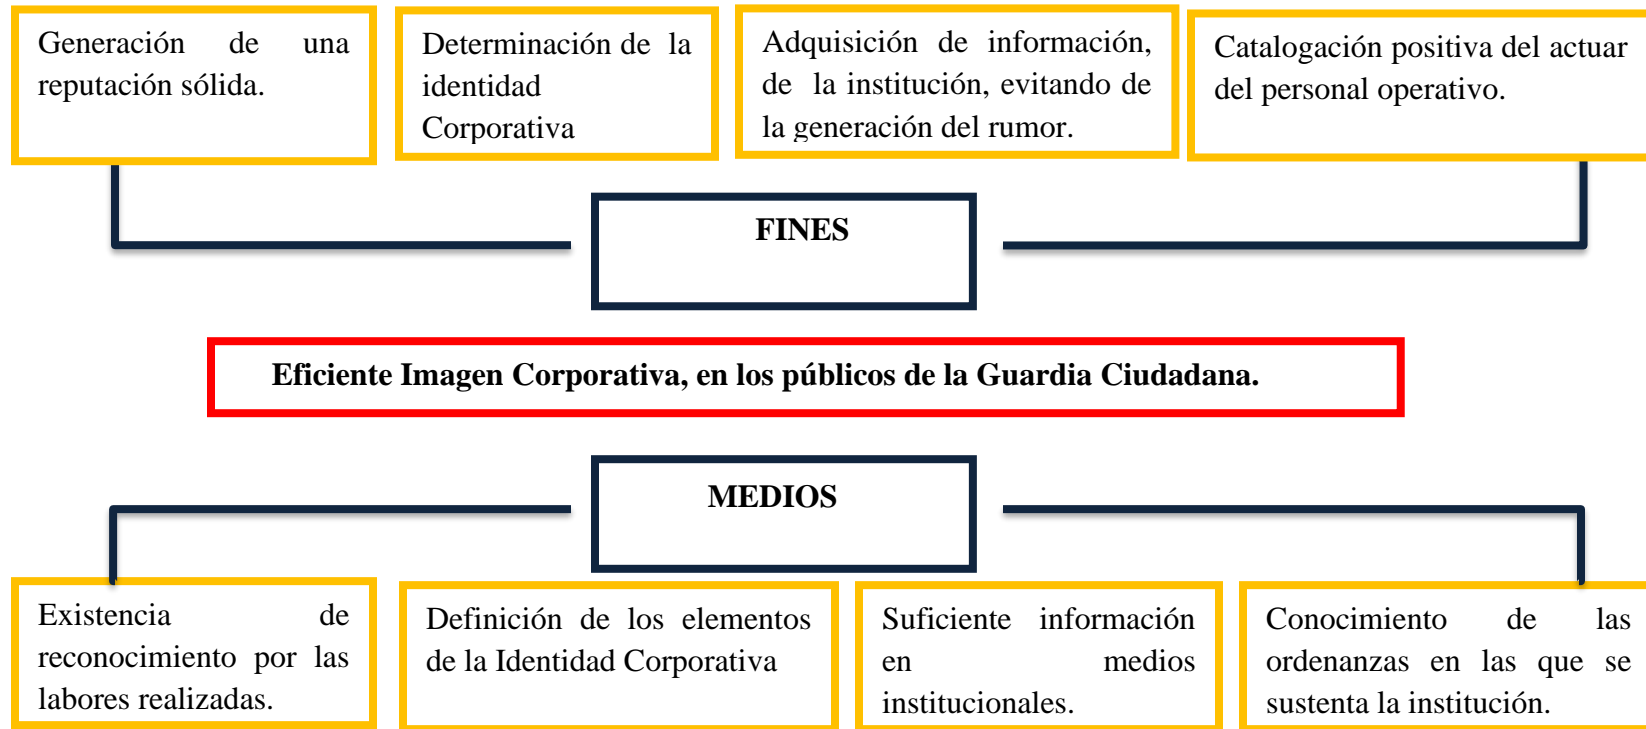 Generación de una
reputación sólida.
Determinación de la
identidad
Corporativa
Adquisición de información,
de la institución, evitando de
la generación del rumor.
Catalogación positiva del actuar
del personal operativo.
FINES
Eficiente Imagen Corporativa, en los públicos de la Guardia Ciudadana.
MEDIOS
Existencia de
reconocimiento por las
labores realizadas.
Definición de los elementos
de la Identidad Corporativa
Suficiente información
en medios
institucionales.
Conocimiento de las
ordenanzas en las que se
sustenta la institución.